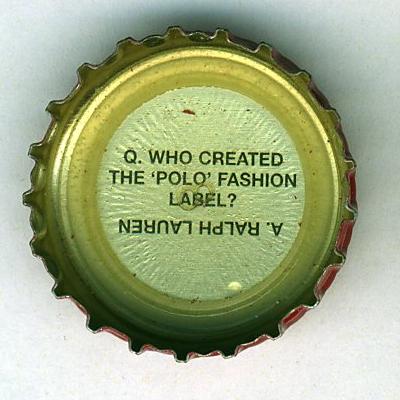 Q. WHO CREATED
THE 'POLO' FASHION
LABEL?
A. RALPH LAUREN